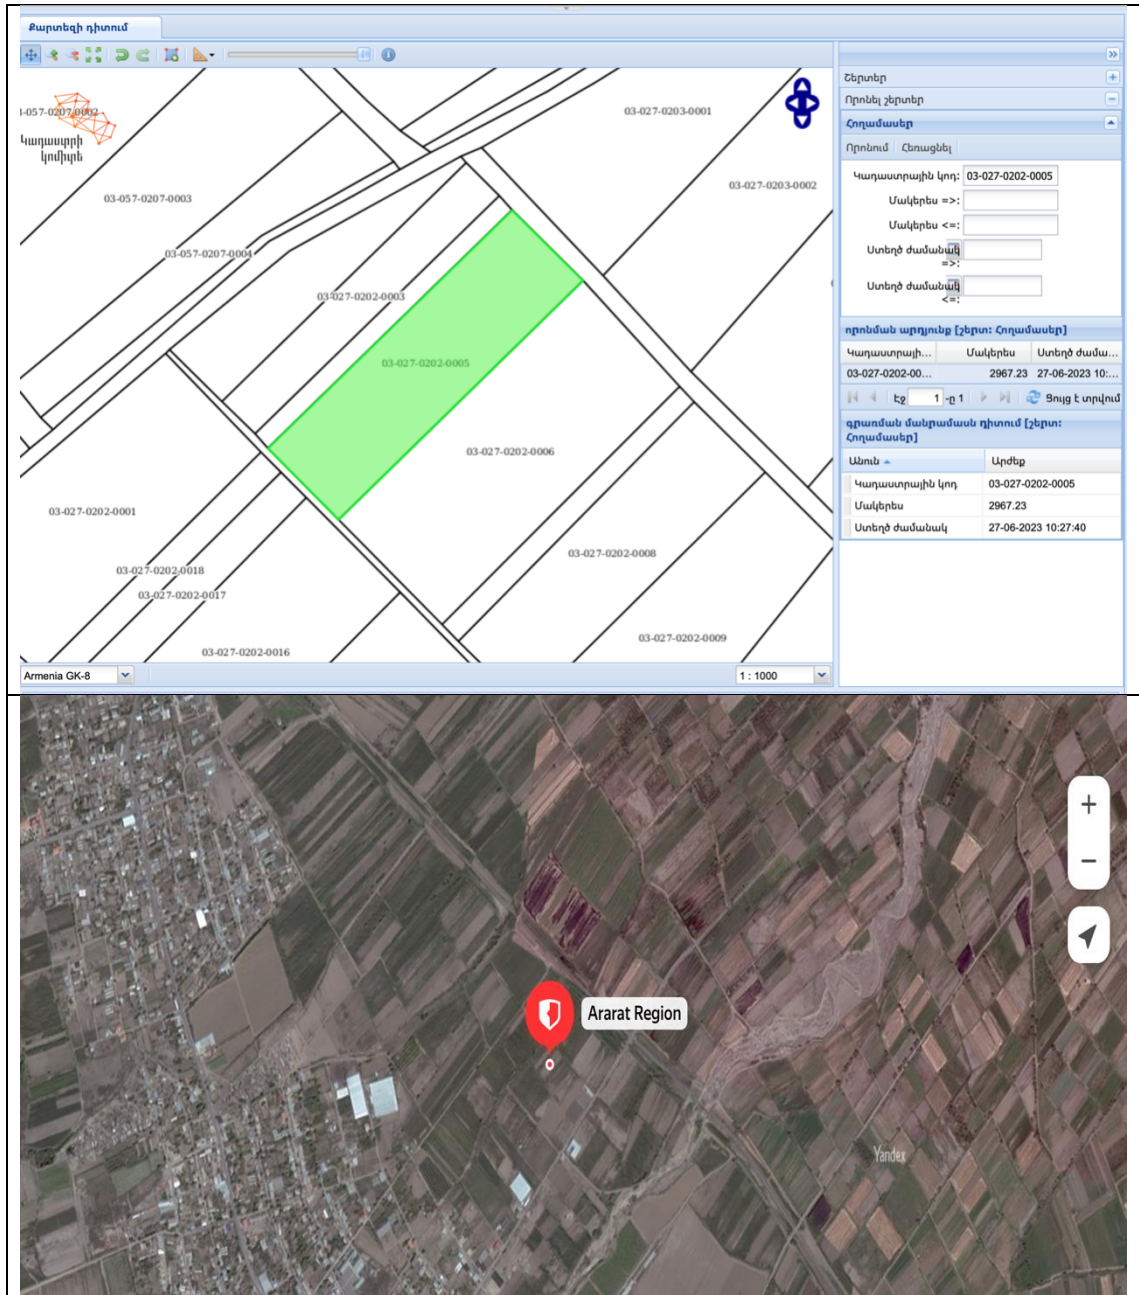 Քարտեզի դիտում
03-057-0207-0002
Կադաստրի
կոմիտե
03-057-0207-0003
03-057-0207-0004
03-027-0203-0001
03-027-0203-0002
03-027-0202-0003
03-027-0202-0005
03-027-0202-0006
03-027-0202-0001
03-027-0202-0018
03-027-0202-0017
03-027-0202-0016
03-027-0202-0008
03-027-0202-0009
Armenia GK-8
1 : 1000
Շերտեր
Որոնել շերտեր
Հողամասեր
Որոնում Հեռացնել
Կադաստրային կոդ: 03-027-0202-0005
Մակերես =>:
Մակերես <=:
Ստեղծ ժամանակ
=>:
Ստեղծ ժամանակ
<=:
որոնման արդյունք [շերտ: Հողամասեր]
Կադաստրայի... Մակերես Ստեղծ ժամա...
03-027-0202-00... 2967.23 27-06-2023 10:...
Էջ 1 -ը 1 Ցույց է տրվում
գրառման մանրամասն դիտում [շերտ:
Հողամասեր]
Անուն Արժեք
Կադաստրային կոդ 03-027-0202-0005
Մակերես 2967.23
Ստեղծ ժամանակ 27-06-2023 10:27:40
Ararat Region
Yandex